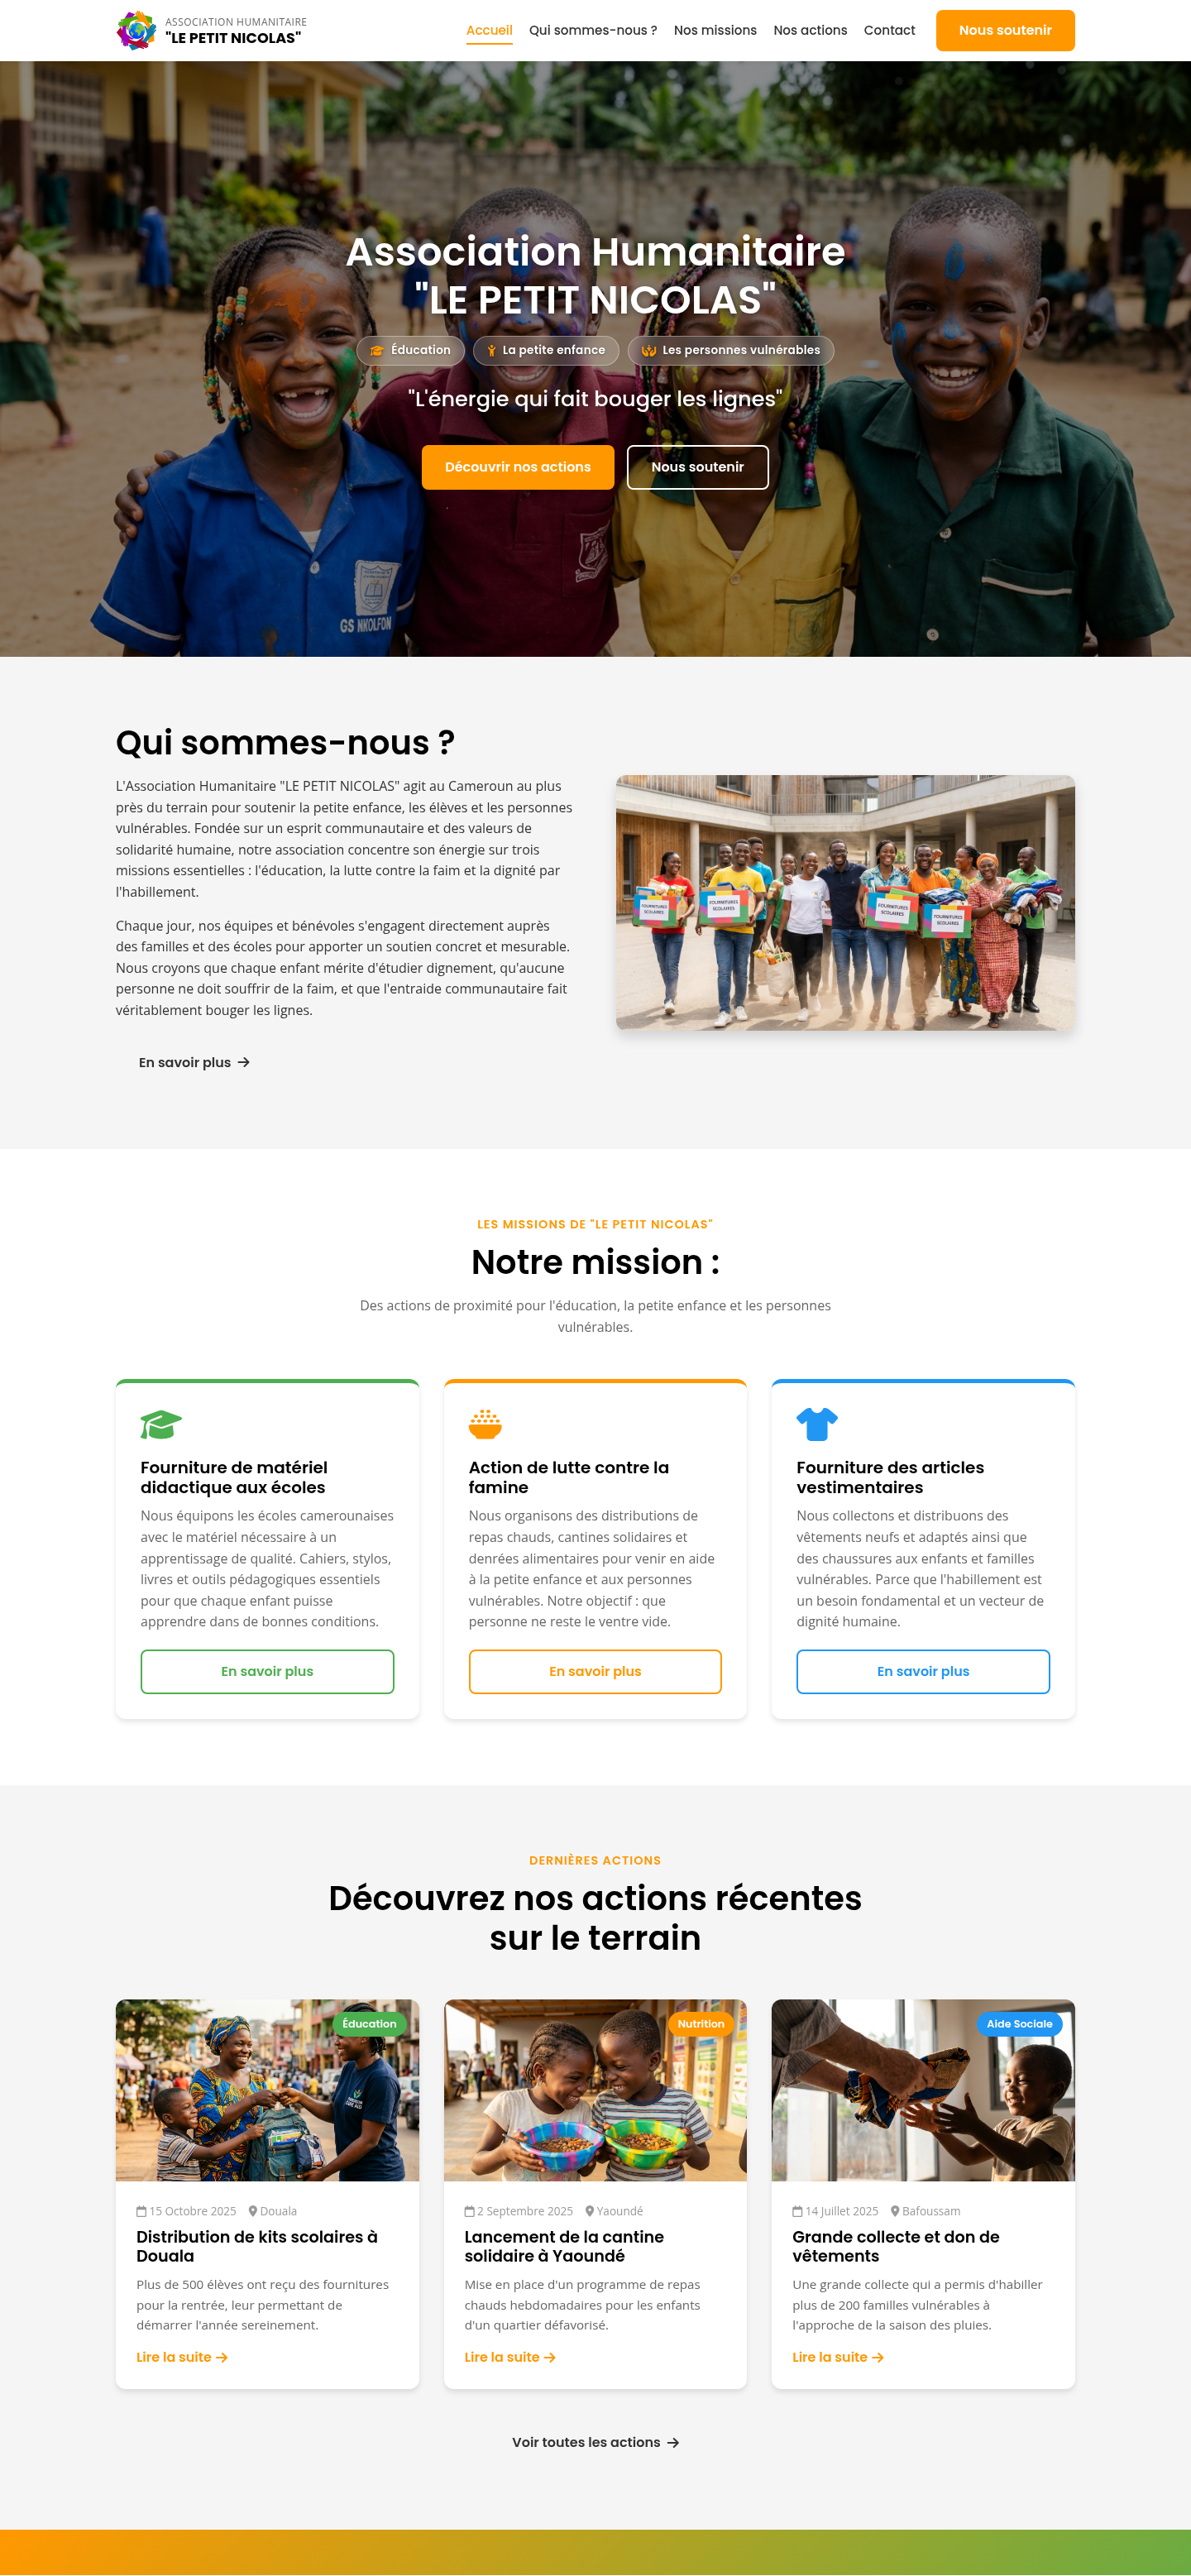 ASSOCIATION HUMANITAIRE
"LE PETIT NICOLAS"
Accueil Qui sommes-nous ? Nos missions Nos actions Contact Nous soutenir
Association Humanitaire
"LE PETIT NICOLAS"
Éducation La petite enfance Les personnes vulnérables
"L'énergie qui fait bouger les lignes"
Découvrir nos actions Nous soutenir
GS NKOLFON
Qui sommes-nous ?
L'Association Humanitaire "LE PETIT NICOLAS" agit au Cameroun au plus
près du terrain pour soutenir la petite enfance, les élèves et les personnes
vulnérables. Fondée sur un esprit communautaire et des valeurs de
solidarité humaine, notre association concentre son énergie sur trois
missions essentielles : l'éducation, la lutte contre la faim et la dignité par
l'habillement.
Chaque jour, nos équipes et bénévoles s'engagent directement auprès
des familles et des écoles pour apporter un soutien concret et mesurable.
Nous croyons que chaque enfant mérite d'étudier dignement, qu'aucune
personne ne doit souffrir de la faim, et que l'entraide communautaire fait
véritablement bouger les lignes.
En savoir plus →
FOURNITURES
SCOLAIRES
FOURNITURES
SCOLAIRES
FOURNITURES
SCOLAIRES
FOURNITURES
SCOLAIRES
LES MISSIONS DE "LE PETIT NICOLAS"
Notre mission :
Des actions de proximité pour l'éducation, la petite enfance et les personnes
vulnérables.
Fourniture de matériel
didactique aux écoles
Nous équipons les écoles camerounaises
avec le matériel nécessaire à un
apprentissage de qualité. Cahiers, stylos,
livres et outils pédagogiques essentiels
pour que chaque enfant puisse
apprendre dans de bonnes conditions.
En savoir plus
Action de lutte contre la
famine
Nous organisons des distributions de
repas chauds, cantines solidaires et
denrées alimentaires pour venir en aide
à la petite enfance et aux personnes
vulnérables. Notre objectif : que
personne ne reste le ventre vide.
En savoir plus
Fourniture des articles
vestimentaires
Nous collectons et distribuons des
vêtements neufs et adaptés ainsi que
des chaussures aux enfants et familles
vulnérables. Parce que l'habillement est
un besoin fondamental et un vecteur de
dignité humaine.
En savoir plus
DERNIÈRES ACTIONS
Découvrez nos actions récentes
sur le terrain
Éducation
15 Octobre 2025 Douala
Distribution de kits scolaires à
Douala
Plus de 500 élèves ont reçu des fournitures
pour la rentrée, leur permettant de
démarrer l'année sereinement.
Lire la suite →
Nutrition
2 Septembre 2025 Yaoundé
Lancement de la cantine
solidaire à Yaoundé
Mise en place d'un programme de repas
chauds hebdomadaires pour les enfants
d'un quartier défavorisé.
Lire la suite →
Aide Sociale
14 Juillet 2025 Bafoussam
Grande collecte et don de
vêtements
Une grande collecte qui a permis d'habiller
plus de 200 familles vulnérables à
l'approche de la saison des pluies.
Lire la suite →
Voir toutes les actions →